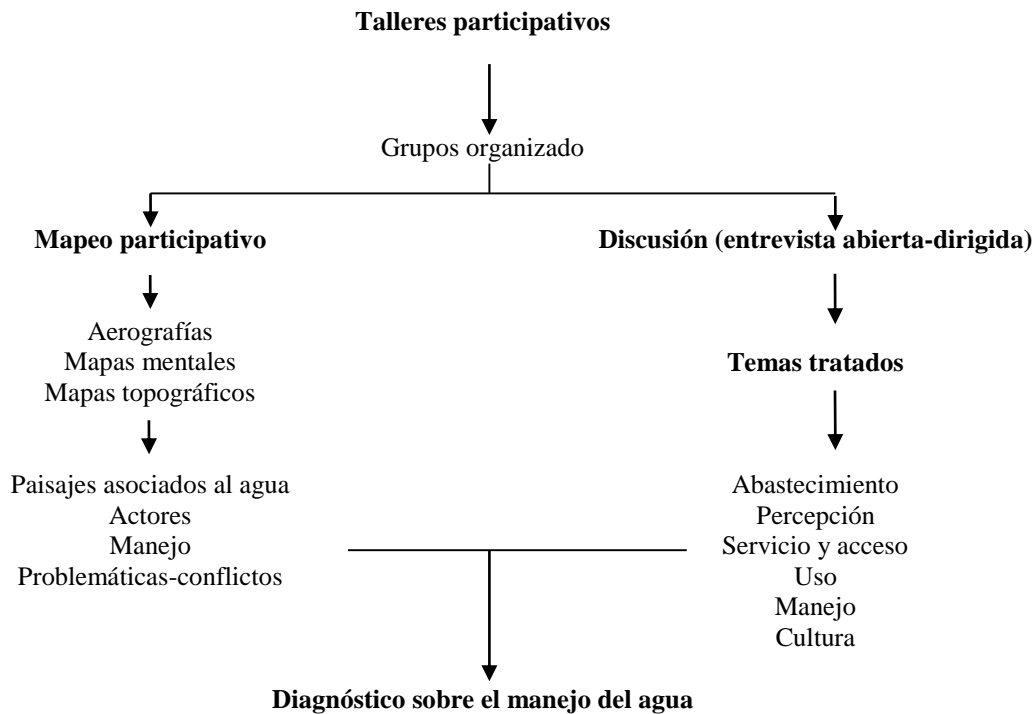 Talleres participativos
Grupos organizado
Mapeo participativo
Discusión (entrevista abierta-dirigida)
Aerografías
Mapas mentales
Mapas topográficos
Temas tratados
Paisajes asociados al agua
Actores
Manejo
Problemáticas-conflictos
Abastecimiento
Percepción
Servicio y acceso
Uso
Manejo
Cultura
Diagnóstico sobre el manejo del agua